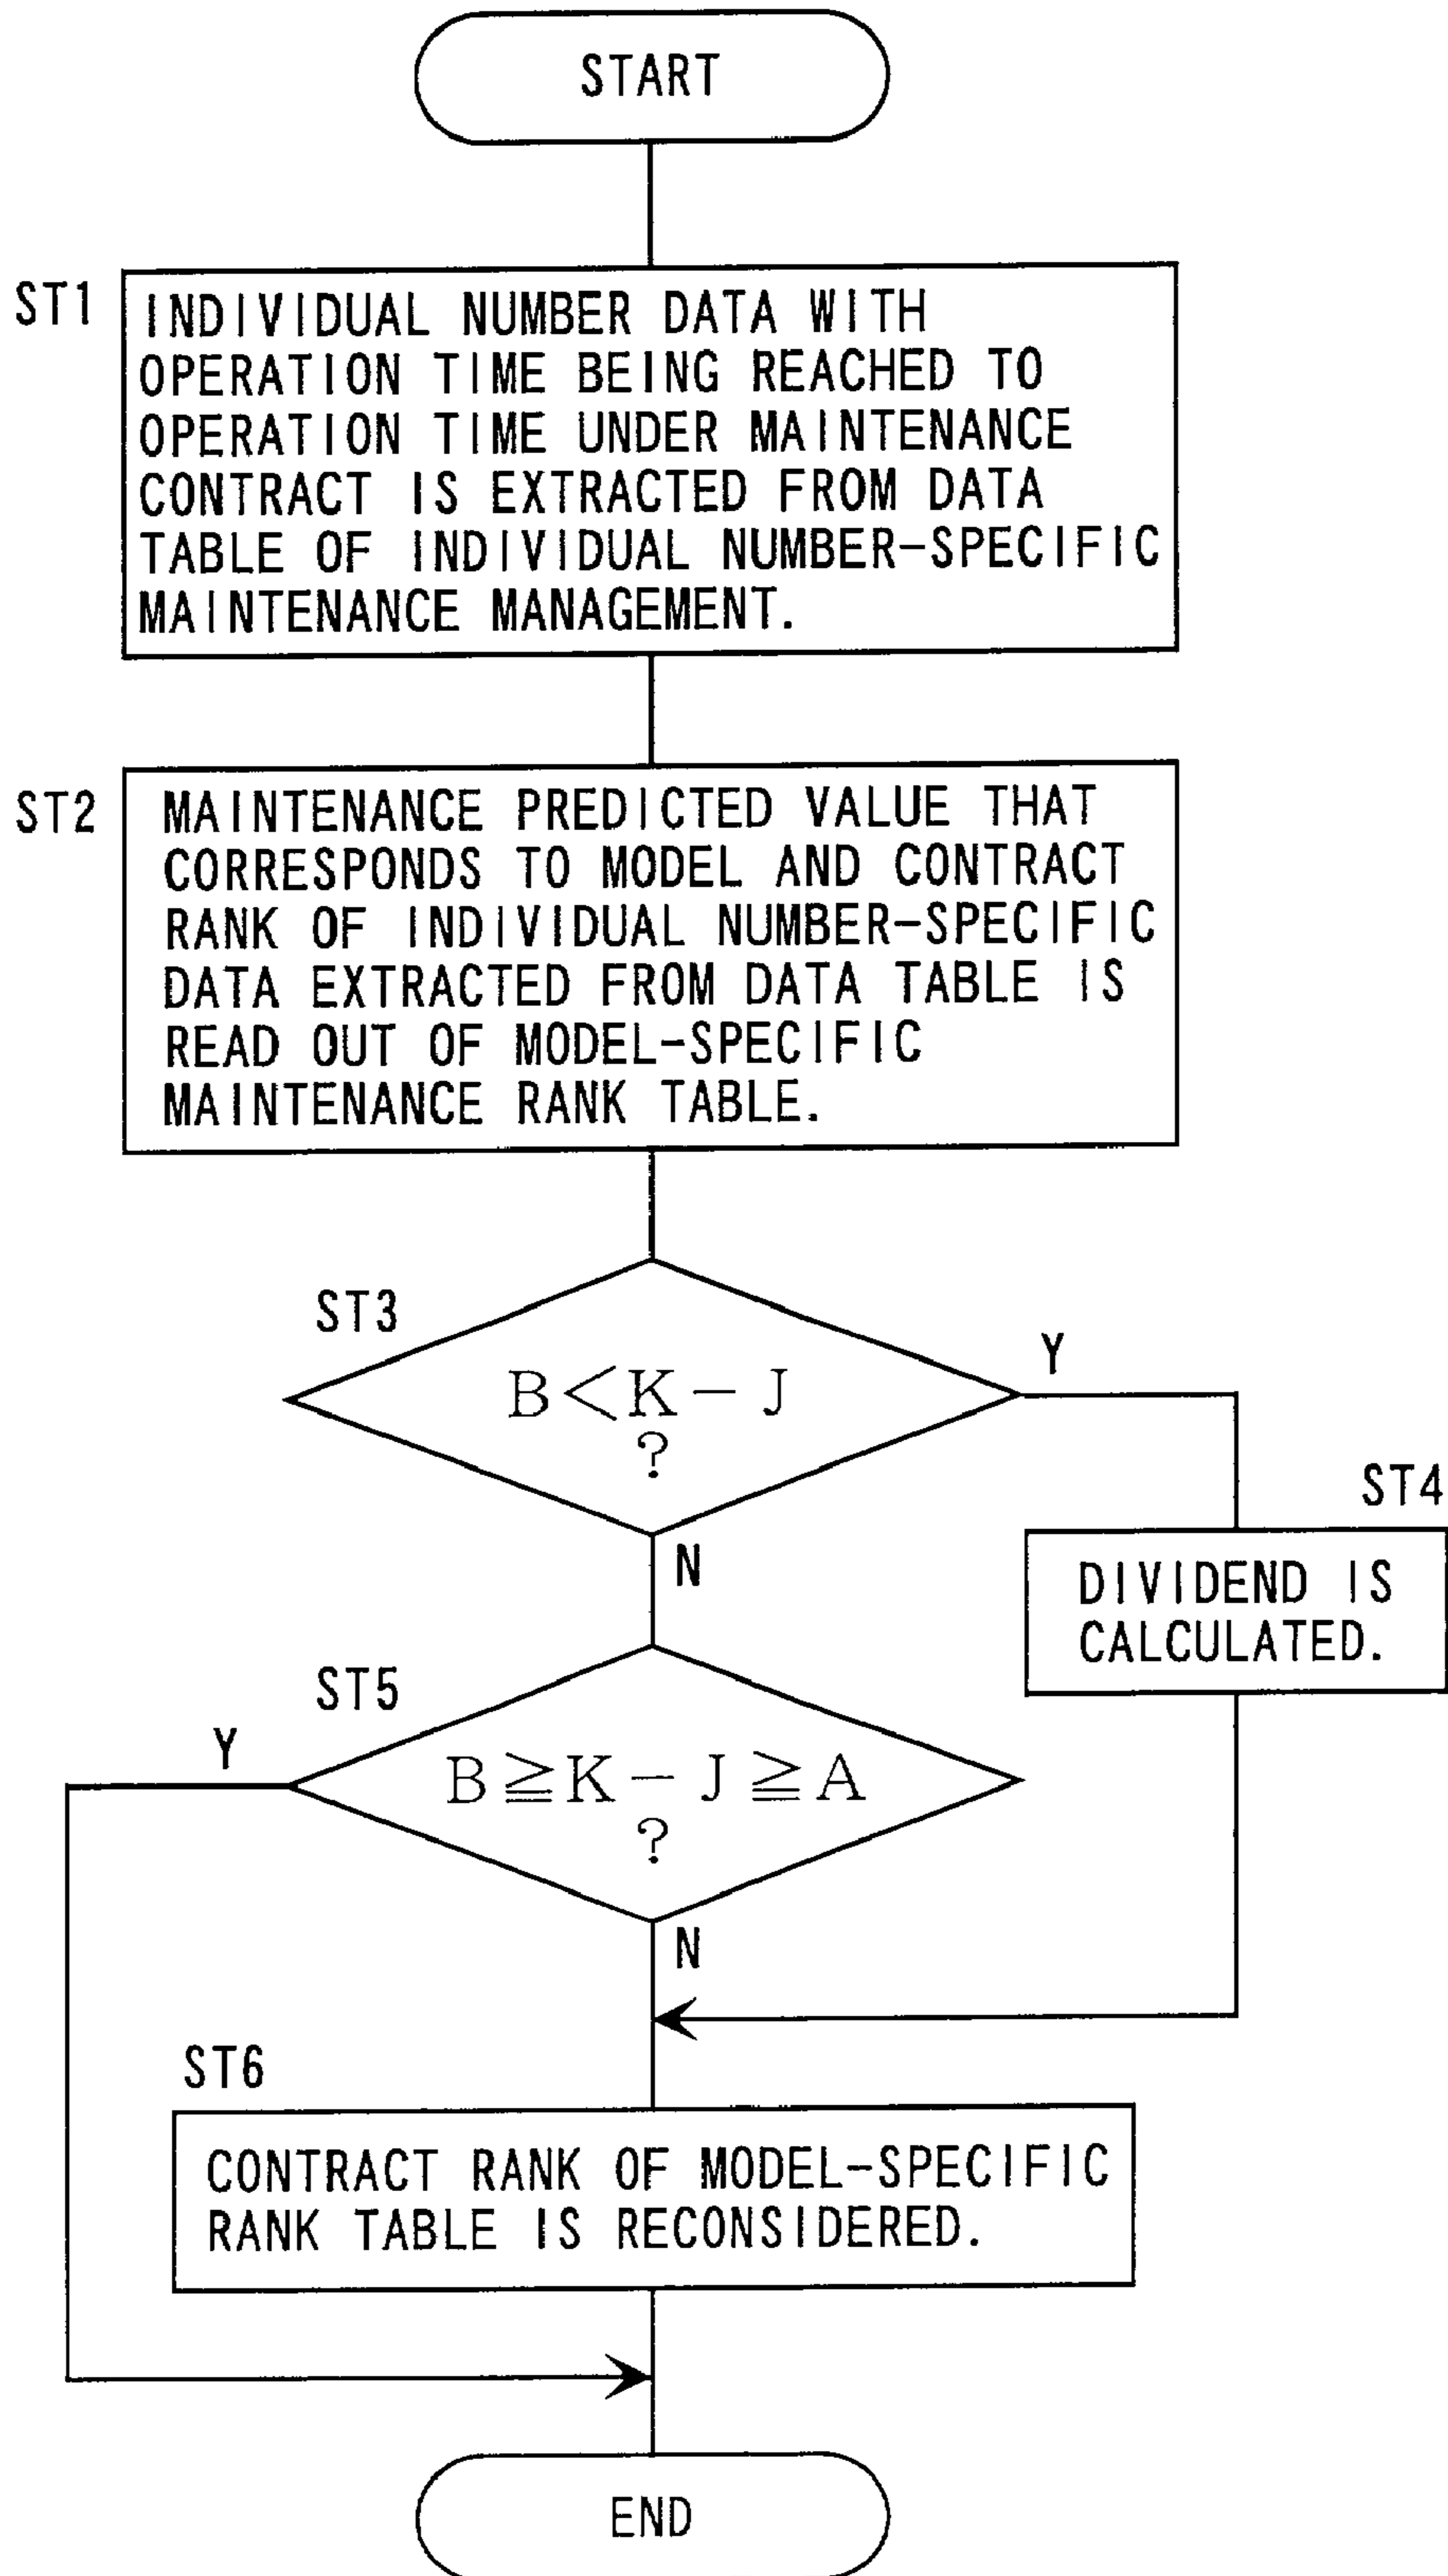 START
ST1
INDIVIDUAL NUMBER DATA WITH
OPERATION TIME BEING REACHED TO
OPERATION TIME UNDER MAINTENANCE
CONTRACT IS EXTRACTED FROM DATA
TABLE OF INDIVIDUAL NUMBER-SPECIFIC
MAINTENANCE MANAGEMENT.
ST2
MAINTENANCE PREDICTED VALUE THAT
CORRESPONDS TO MODEL AND CONTRACT
RANK OF INDIVIDUAL NUMBER-SPECIFIC
DATA EXTRACTED FROM DATA TABLE IS
READ OUT OF MODEL-SPECIFIC
MAINTENANCE RANK TABLE.
ST3
B<K-J
?
Y
N
ST4
DIVIDEND IS
CALCULATED.
ST5
B≧K-J≧A
?
Y
N
ST6
CONTRACT RANK OF MODEL-SPECIFIC
RANK TABLE IS RECONSIDERED.
END